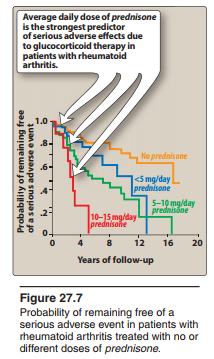 Average daily dose of prednisone
is the strongest predictor
of serious adverse effects due
to glucocorticoid therapy in
patients with rheumatoid
arthritis.
Probability of remaining free
of a serious adverse event
1.0
.8
.6
.4
.2
0
No prednisone
<5 mg/day
prednisone
5–10 mg/day
prednisone
10–15 mg/day
prednisone
0 4 8 12 16 20
Years of follow-up
Figure 27.7
Probability of remaining free of a
serious adverse event in patients with
rheumatoid arthritis treated with no or
different doses of prednisone.